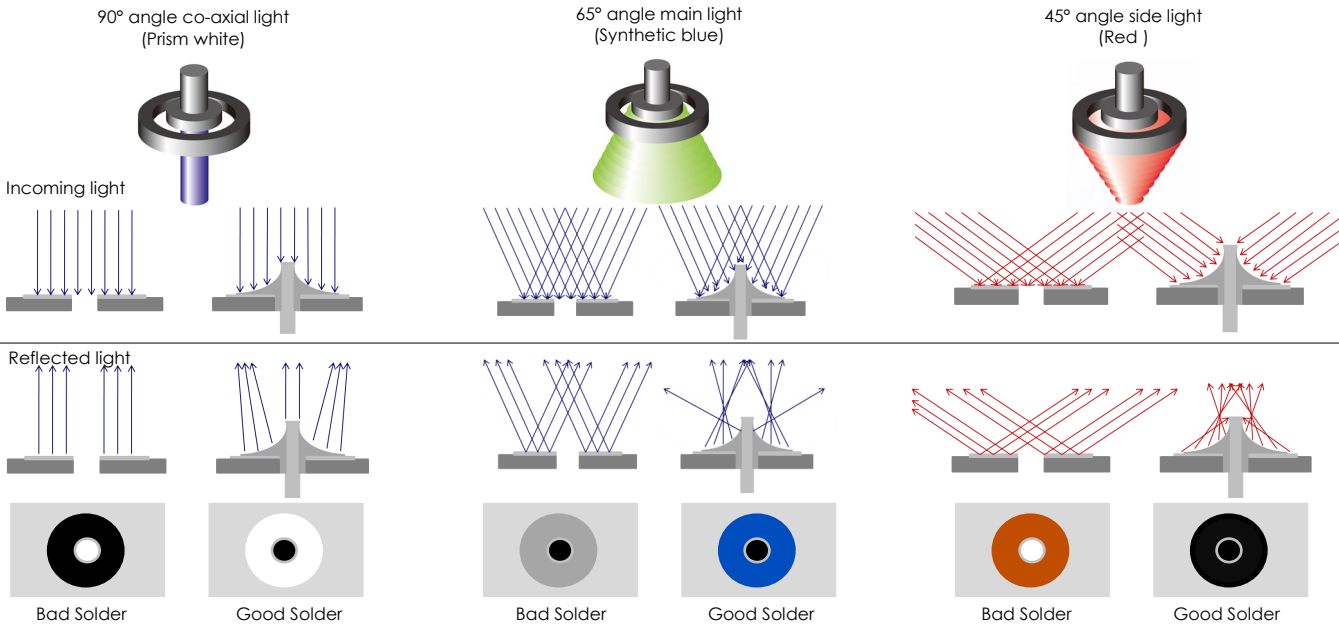 90° angle co-axial light
(Prism white)
65° angle main light
(Synthetic blue)
45° angle side light
(Red )
Incoming light
Reflected light
Bad Solder
Good Solder
Bad Solder
Good Solder
Bad Solder
Good Solder